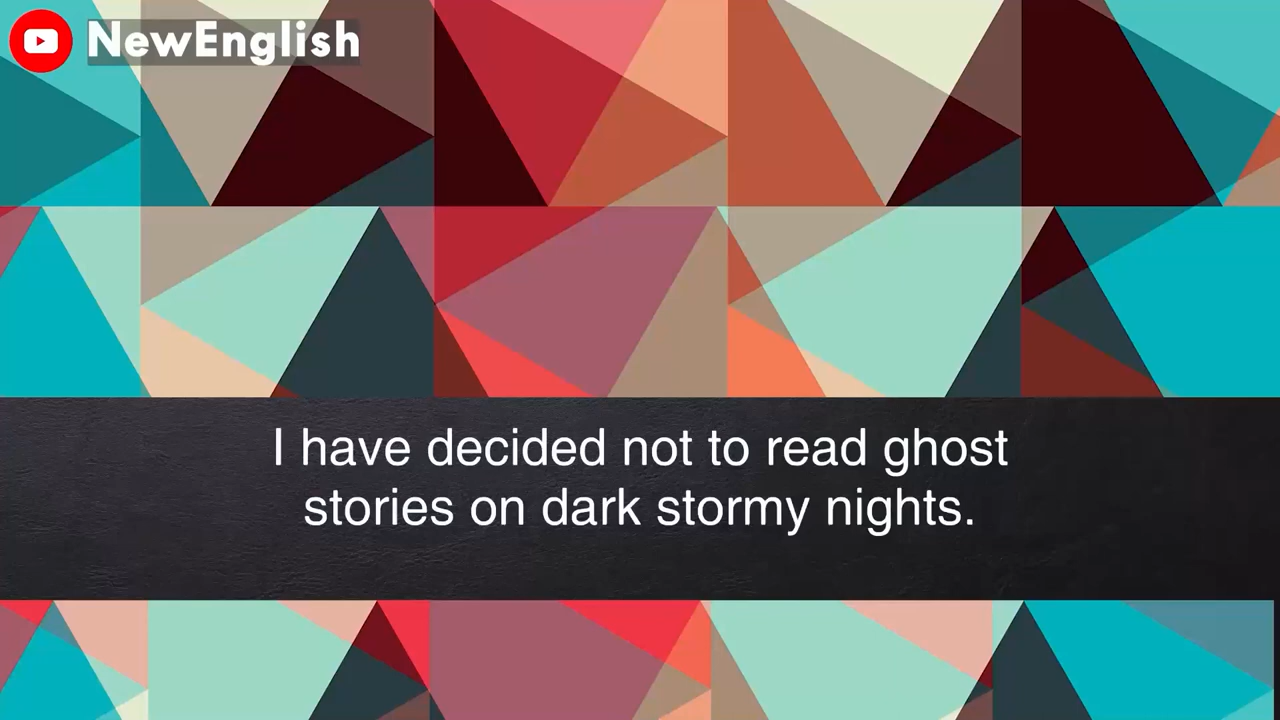 NewEnglish
I have decided not to read ghost
stories on dark stormy nights.